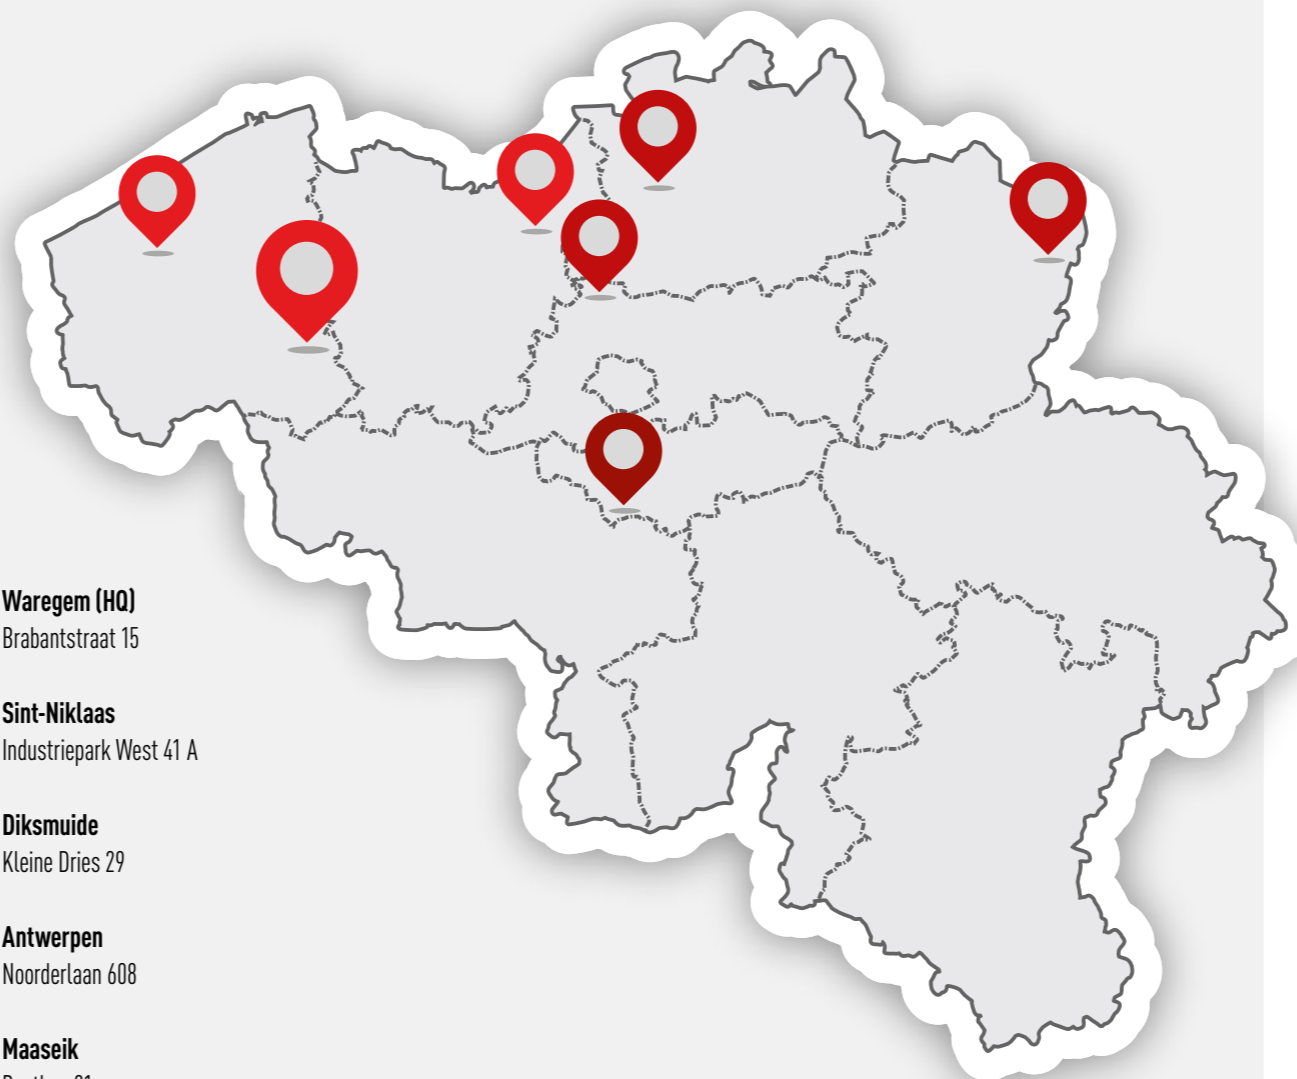 Waregem (HQ)
Brabantstraat 15
Sint-Niklaas
Industriepark West 41 A
Diksmuide
Kleine Dries 29
Antwerpen
Noorderlaan 608
Maaseik